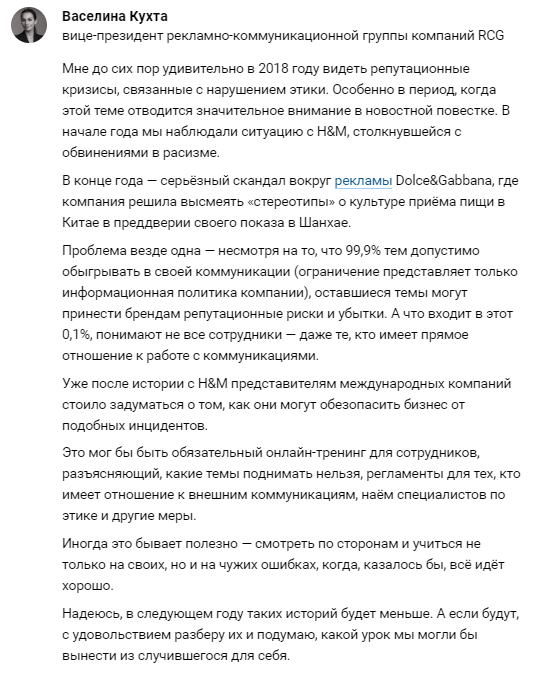 Васелина Кухта
вице-президент рекламно-коммуникационной группы компаний RCG
Мне до сих пор удивительно в 2018 году видеть репутационные
кризисы, связанные с нарушением этики. Особенно в период, когда
этой теме отводится значительное внимание в новостной повестке. В
начале года мы наблюдали ситуацию с H&M, столкнувшейся с
обвинениями в расизме.
В конце года — серьёзный скандал вокруг рекламы Dolce&Gabbana, где
компания решила высмеять «стереотипы» о культуре приёма пищи в
Китае в преддверии своего показа в Шанхае.
Проблема везде одна — несмотря на то, что 99,9% тем допустимо
обыгрывать в своей коммуникации (ограничение представляет только
информационная политика компании), оставшиеся темы могут
принести брендам репутационные риски и убытки. А что входит в этот
0,1%, понимают не все сотрудники — даже те, кто имеет прямое
отношение к работе с коммуникациями.
Уже после истории с H&M представителям международных компаний
стоило задуматься о том, как они могут обезопасить бизнес от
подобных инцидентов.
Это мог бы быть обязательный онлайн-тренинг для сотрудников,
разъясняющий, какие темы поднимать нельзя, регламенты для тех, кто
имеет отношение к внешним коммуникациям, наём специалистов по
этике и другие меры.
Иногда это бывает полезно — смотреть по сторонам и учиться не
только на своих, но и на чужих ошибках, когда, казалось бы, всё идёт
хорошо.
Надеюсь, в следующем году таких историй будет меньше. А если будут,
с удовольствием разберу их и подумаю, какой урок мы могли бы
вынести из случившегося для себя.